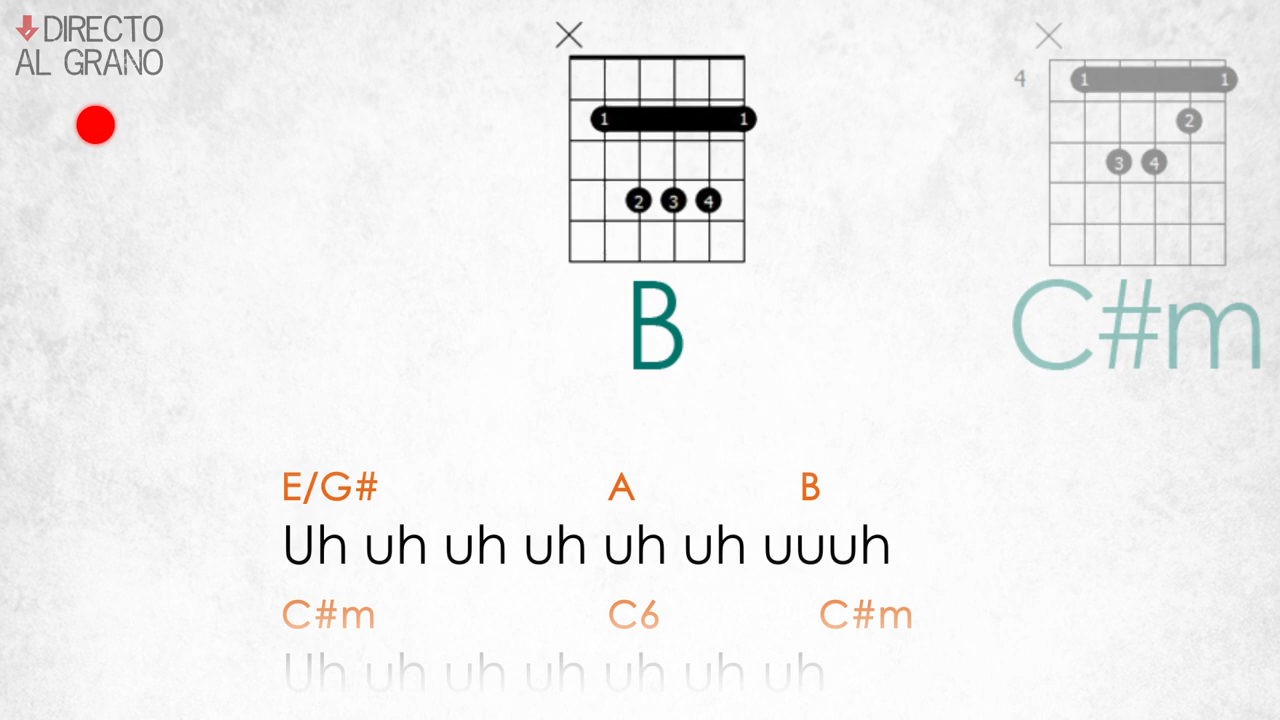 DIRECTO
AL GRANO
1 1
2 3 4
B
4
1 1
2
3 4
C#m
E/G# A B
Uh uh uh uh uh uh uuuh
C#m C6 C#m
Uh uh uh uh uh uh uh